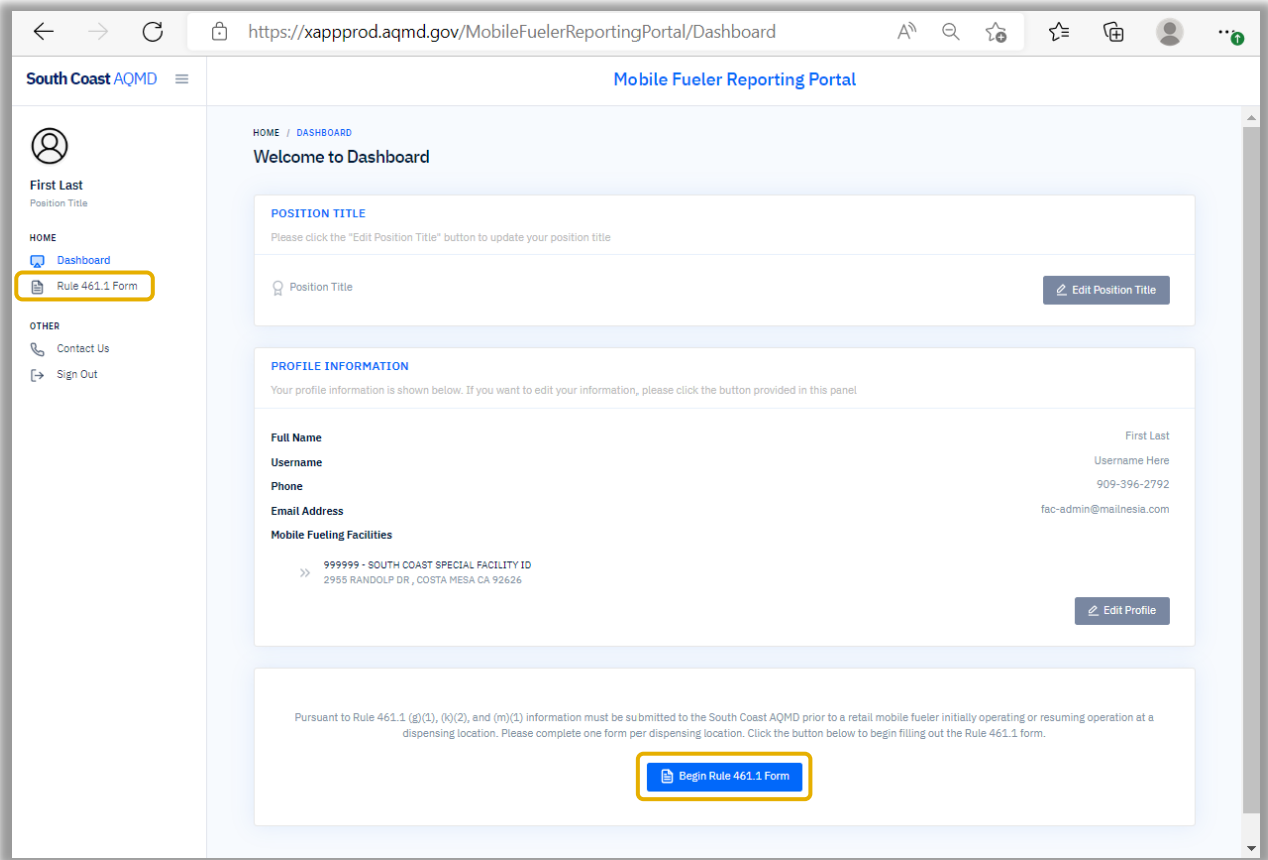 https://xappprod.aqmd.gov/MobileFuelerReportingPortal/Dashboard
South Coast AQMD
Mobile Fueler Reporting Portal
First Last
Position Title
HOME
Dashboard
Rule 461.1 Form
OTHER
Contact Us
Sign Out
HOME / DASHBOARD
Welcome to Dashboard
POSITION TITLE
Please click the "Edit Position Title" button to update your position title
Position Title
Edit Position Title
PROFILE INFORMATION
Your profile information is shown below. If you want to edit your information, please click the button provided in this panel
Full Name First Last
Username Username Here
Phone 909-396-2792
Email Address fac-admin@mailnesia.com
Mobile Fueling Facilities
999999 - SOUTH COAST SPECIAL FACILITY ID
2955 RANDOLP DR , COSTA MESA CA 92626
Edit Profile
Pursuant to Rule 461.1 (g)(1), (k)(2), and (m)(1) information must be submitted to the South Coast AQMD prior to a retail mobile fueler initially operating or resuming operation at a
dispensing location. Please complete one form per dispensing location. Click the button below to begin filling out the Rule 461.1 form.
Begin Rule 461.1 Form